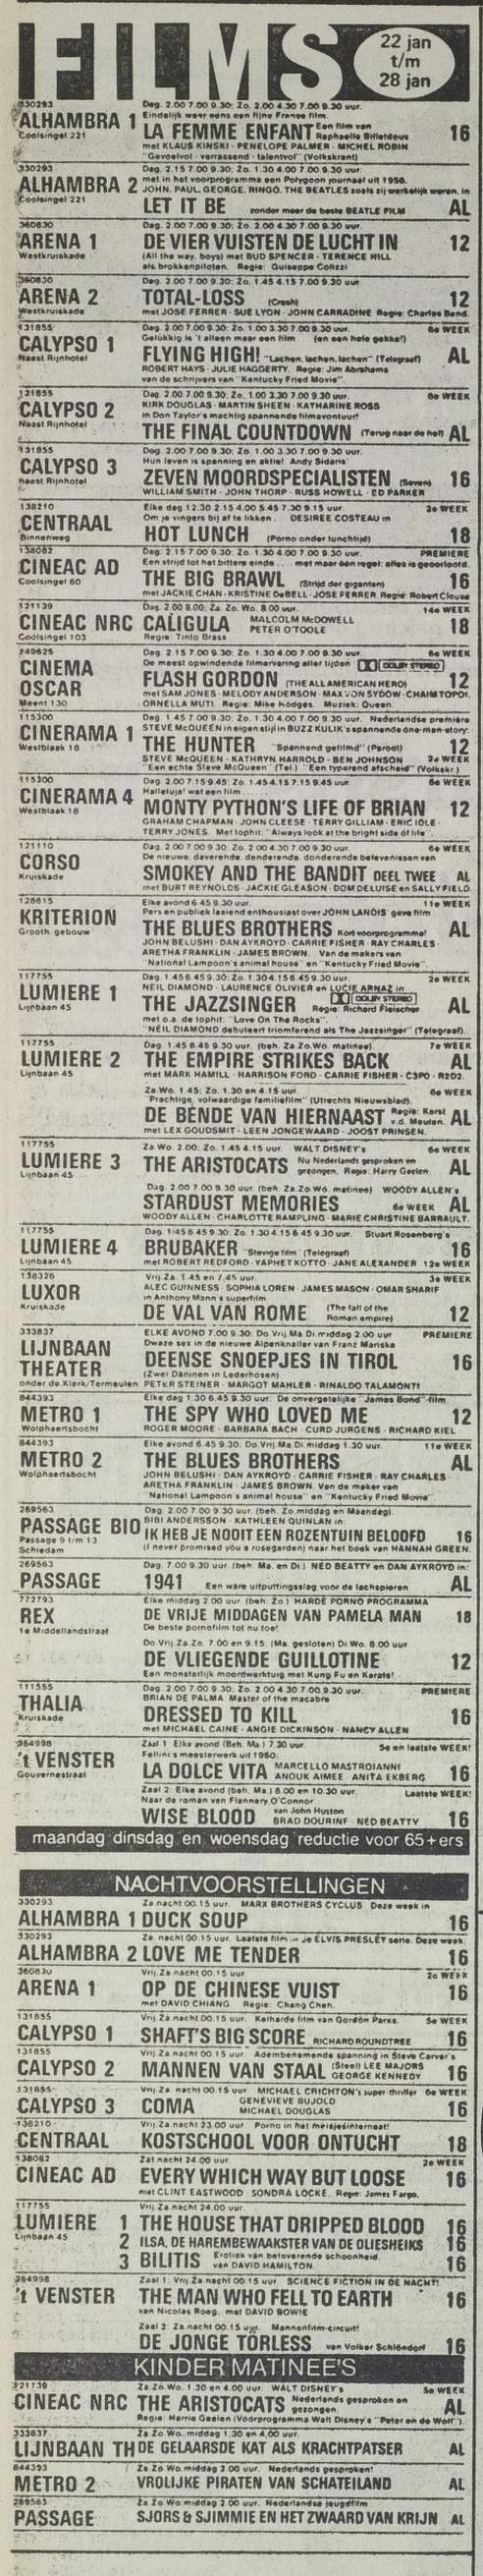 FILMS
22 jan
t/m
28 jan
330293 Dag. 2.00 7.00 9.30; Zo. 2.00 4.30 7.00 9.30 uur.
Eindelijk weer eens een fijne Franse film
ALHAMBRA 1 LA FEMME ENFANT Een film van Raphaele Billetdoux 16
Coolsingel 221
met KLAUS KINSKI - PENELOPE PALMER - MICHEL ROBIN
"Gevoelvol - verrassend - talentvol" (Volkskrant)
330293 Dag. 2.15 7.00 9.30; Zo. 2.00 4.30 7.00 9.30 uur.
met in het voorprogramma een Polygoon journaal uit 1956.
ALHAMBRA 2 JOHN, PAUL, GEORGE, RINGO, THE BEATLES zoals zij werkelijk waren, in
Coolsingel 221
LET IT BE zonder meer de beste BEATLE FILM AL
360830 Dag. 2.00 7.00 9.30; Zo. 2.00 4.30 7.00 9.30 uur.
ARENA 1 DE VIER VUISTEN DE LUCHT IN 12
Westkruiskade (All the way, boys) met BUD SPENCER - TERENCE HILL
als brokkenpiloten. Regie: Guiseppe Colizzi
360830 Dag. 2.00 7.00 9.30; Zo. 1.45 4.15 7.00 9.30 uur.
ARENA 2 TOTAL-LOSS (Crash) 12
Westkruiskade met JOSE FERRER - SUE LYON - JOHN CARRADINE Regie: Charles Band.
131855 Dag. 2.00 7.00 9.30; Zo. 1.00 3.30 7.00 9.30 uur. 6e WEEK
Gelukkig is 't alleen maar een film (en een hele gekke!)
CALYPSO 1 FLYING HIGH! "Lachen, lachen, lachen" (Telegraaf) AL
Naast Rijnhotel
ROBERT HAYS - JULIE HAGGERTY. Regie: Jim Abrahams
van de schrijvers van "Kentucky Fried Movie".
131855 Dag. 2.00 7.00 9.30; Zo. 1.00 3.30 7.00 9.30 uur. 6e WEEK
CALYPSO 2 KIRK DOUGLAS - MARTIN SHEEN - KATHARINE ROSS
Naast Rijnhotel in Don Taylor's machtig spannende filmavontuur!
THE FINAL COUNTDOWN (Terug naar de hel) AL
131855 Dag. 2.00 7.00 9.30; Zo. 1.00 3.30 7.00 9.30 uur.
Hun leven is spanning en aktie! Andy Sidaris'
CALYPSO 3 ZEVEN MOORDSPECIALISTEN (Seven) 16
Naast Rijnhotel
WILLIAM SMITH - JOHN THORP - RUSS HOWELL - ED PARKER
138210 Elke dag 12.30 2.15 4.00 5.45 7.30 9.15 uur. 2e WEEK
CENTRAAL Om je vingers bij af te likken. DESIREE COSTEAU in
Binnenweg HOT LUNCH (Porno onder lunchtijd) 18
138082 Dag. 2.15 7.00 9.30; Zo. 1.30 4.00 7.00 9.30 uur. PREMIERE
CINEAC AD Een strijd tot het bittere einde... met maar één regel: alles is geoorloofd.
Coolsingel 60 THE BIG BRAWL (Strijd der giganten) 16
met JACKIE CHAN - KRISTINE DeBELL - JOSE FERRER. Regie: Robert Clouse
121139 Dag. 2.00 8.00; Za. Zo. Wo. 8.00 uur. 14e WEEK
CINEAC NRC CALIGULA MALCOLM McDOWELL 18
PETER O'TOOLE
Coolsingel 103 Regie: Tinto Brass
249625 Dag. 2.15 7.00 9.30; Zo. 1.30 4.00 7.00 9.30 uur. 6e WEEK
CINEMA De meest opwindende filmervaring aller tijden DOLBY STEREO
OSCAR FLASH GORDON (THE ALL AMERICAN HERO) 12
Meent 130 met SAM JONES - MELODY ANDERSON - MAX VON SYDOW - CHAIM TOPOL
ORNELLA MUTI. Regie: Mike Hodges. Muziek: Queen.
115300 Dag. 1.45 7.00 9.30; Zo. 1.30 4.00 7.00 9.30 uur. Nederlandse première
CINERAMA 1 STEVE McQUEEN in eigen stijl in BUZZ KULIK's spannende one-man-story:
Westblaak 18 THE HUNTER "Spannend gefilmd" (Parool) 12
STEVE McQUEEN - KATHRYN HARROLD - BEN JOHNSON 2e WEEK
"Een echte Steve McQueen" (Tel.) "Een typerend afscheid" (Volkskr.)
115300 Dag. 2.00 7.15 9.45; Zo. 1.45 4.15 7.15 9.45 uur. 6e WEEK
CINERAMA 4 Halleluja! wat een film...
Westblaak 18 MONTY PYTHON'S LIFE OF BRIAN 12
GRAHAM CHAPMAN - JOHN CLEESE - TERRY GILLIAM - ERIC IDLE -
TERRY JONES. Met tophit: "Always look at the bright side of life".
121110 Dag. 2.00 7.00 9.30; Zo. 2.00 4.30 7.00 9.30 uur. 6e WEEK
CORSO De nieuwe, daverende, denderende, donderende belevenissen van
Kruiskade SMOKEY AND THE BANDIT DEEL TWEE AL
met BURT REYNOLDS - JACKIE GLEASON - DOM DELUISE en SALLY FIELD
128615 Elke avond 6.45 9.30 uur. 11e WEEK
KRITERION Pers en publiek laaiend enthousiast over JOHN LANDIS' gave film
Grooth. gebouw THE BLUES BROTHERS Kort voorprogramma! AL
JOHN BELUSHI - DAN AYKROYD - CARRIE FISHER - RAY CHARLES -
ARETHA FRANKLIN - JAMES BROWN. Van de makers van
"National Lampoon's animal house" en "Kentucky Fried Movie".
117755 Dag. 1.45 6.45 9.30; Zo. 1.30 4.15 6.45 9.30 uur. 2e WEEK
LUMIERE 1 NEIL DIAMOND - LAURENCE OLIVIER en LUCIE ARNAZ in
Lijnbaan 45 THE JAZZSINGER DOLBY STEREO Regie: Richard Fleischer AL
met o.a. de tophit: "Love On The Rocks".
"NEIL DIAMOND debuteert triomferend als The Jazzsinger" (Telegraaf).
117755 Dag. 1.45 6.45 9.30 uur. (beh. Za. Zo. Wo. matinee). 7e WEEK
LUMIERE 2 THE EMPIRE STRIKES BACK AL
Lijnbaan 45 met MARK HAMILL - HARRISON FORD - CARRIE FISHER - C3PO - R2D2.
Za. Wo. 1.45; Zo. 1.30 en 4.15 uur. 6e WEEK
"Prachtige, volwaardige familiefilm" (Utrechts Nieuwsblad).
DE BENDE VAN HIERNAAST Regie: Karst v.d. Meulen. AL
met LEX GOUDSMIT - LEEN JONGEWAARD - JOOST PRINSEN.
117755 Za. Wo. 2.00; Zo. 1.45 4.15 uur. WALT DISNEY's 6e WEEK
LUMIERE 3 THE ARISTOCATS Nu Nederlands gesproken en gezongen. Regie: Harry Geelen. AL
Lijnbaan 45
Dag. 2.00 7.00 9.30 uur. (beh. Za. Zo. Wo. matinee) WOODY ALLEN's
STARDUST MEMORIES 6e WEEK AL
WOODY ALLEN - CHARLOTTE RAMPLING - MARIE CHRISTINE BARRAULT.
117755 Dag. 1.45 6.45 9.30; Zo. 1.30 4.15 6.45 9.30 uur. Stuart Rosenberg's
LUMIERE 4 BRUBAKER "Stevige film" (Telegraaf) 16
Lijnbaan 45 met ROBERT REDFORD - YAPHET KOTTO - JANE ALEXANDER 12e WEEK
138326 Vrij. Za. 1.45 en 7.45 uur. 3e WEEK
LUXOR ALEC GUINNESS - SOPHIA LOREN - JAMES MASON - OMAR SHARIF
Kruiskade in Anthony Mann's superfilm
DE VAL VAN ROME (The fall of the Roman empire) 12
333837 ELKE AVOND 7.00 9.30; Do. Vrij. Ma. Di. middag 2.00 uur PREMIERE
LIJNBAAN Dwaze sex in de nieuwe Alpenknaller van Franz Mariska
THEATER DEENSE SNOEPJES IN TIROL 16
(Zwei Däninen in Lederhosen)
onder de Klerk/Termeulen PETER STEINER - MARGOT MAHLER - RINALDO TALAMONTI
844393 Elke dag 1.30 6.45 9.30 uur. De onvergetelijke "James Bond"-film
METRO 1 THE SPY WHO LOVED ME 12
Wolphaertsbocht ROGER MOORE - BARBARA BACH - CURD JURGENS - RICHARD KIEL
844393 Elke avond 6.45 9.30; Do. Vrij. Ma. Di. middag 1.30 uur. 11e WEEK
METRO 2 THE BLUES BROTHERS AL
Wolphaertsbocht JOHN BELUSHI - DAN AYKROYD - CARRIE FISHER - RAY CHARLES -
ARETHA FRANKLIN - JAMES BROWN. Van de maker van
"National Lampoon's animal house" en "Kentucky Fried Movie"
269563 Dag. 2.00 7.00 9.30 uur. (beh. Zo. middag en Maandag).
PASSAGE BIO BIBI ANDERSSON - KATHLEEN QUINLAN in:
Passage 9 t/m 13 IK HEB JE NOOIT EEN ROZENTUIN BELOOFD 16
Schiedam (I never promised you a rosegarden) naar het boek van HANNAH GREEN.
269563 Dag. 7.00 9.30 uur (beh. Ma. en Di.) NED BEATTY en DAN AYKROYD in:
PASSAGE 1941 Een ware uitputtingsslag voor de lachspieren AL
772793 Elke middag 2.00 uur (beh. Zo.) HARDE PORNO PROGRAMMA
REX DE VRIJE MIDDAGEN VAN PAMELA MAN 18
1e Middellandstraat De beste pornofilm tot nu toe!
Do. Vrij. Za. Zo. 7.00 en 9.15. (Ma. gesloten) Di. Wo. 8.00 uur
DE VLIEGENDE GUILLOTINE 12
Een monsterlijk moordwerktuig met Kung Fu en Karate!
111555 Dag. 2.00 7.00 9.30; Zo. 2.00 4.30 7.00 9.30 uur. PREMIERE
THALIA BRIAN DE PALMA Master of the macabre
Kruiskade DRESSED TO KILL 16
met MICHAEL CAINE - ANGIE DICKINSON - NANCY ALLEN
364998 Zaal 1: Elke avond (Beh. Ma.) 7.30 uur. 5e en laatste WEEK!
't VENSTER Fellini's meesterwerk uit 1960:
Gouvernestraat LA DOLCE VITA MARCELLO MASTROIANNI 16
ANOUK AIMEE - ANITA EKBERG
Zaal 2: Elke avond (beh. Ma.) 8.00 en 10.30 uur. Laatste WEEK!
Naar de roman van Flannery O'Connor
WISE BLOOD van John Huston 16
BRAD DOURINF - NED BEATTY
maandag dinsdag en woensdag reductie voor 65+ers
NACHTVOORSTELLINGEN
330293 Za. nacht 00.15 uur. MARX BROTHERS CYCLUS Deze week in
ALHAMBRA 1 DUCK SOUP 16
330293 Za. nacht 00.15 uur. Laatste film in de ELVIS PRESLEY serie. Deze week:
ALHAMBRA 2 LOVE ME TENDER 16
360830 Vrij. Za. nacht 00.15 uur. 2e WEEK
ARENA 1 OP DE CHINESE VUIST 16
met DAVID CHIANG Regie: Chang Cheh.
131855 Vrij. Za. nacht 00.15 uur. Keiharde film van Gordon Parks. 5e WEEK
CALYPSO 1 SHAFT'S BIG SCORE RICHARD ROUNDTREE 16
131855 Vrij. Za. nacht 00.15 uur. Adembenemende spanning in Steve Carver's
CALYPSO 2 MANNEN VAN STAAL (Steel) LEE MAJORS 16
GEORGE KENNEDY
131855 Vrij. Za. nacht 00.15 uur. MICHAEL CRICHTON's super-thriller 6e WEEK
CALYPSO 3 COMA GENEVIEVE BUJOLD 16
MICHAEL DOUGLAS
138210 Vrij. Za. nacht 23.00 uur. Porno in het meisjesinternaat!
CENTRAAL KOSTSCHOOL VOOR ONTUCHT 18
138082 Zat. nacht 24.00 uur. 2e WEEK
CINEAC AD EVERY WHICH WAY BUT LOOSE 16
met CLINT EASTWOOD SONDRA LOCKE. Regie: James Fargo.
117755 Vrij. Za. nacht 24.00 uur.
LUMIERE 1 THE HOUSE THAT DRIPPED BLOOD 16
Lijnbaan 45 2 ILSA, DE HAREMBEWAAKSTER VAN DE OLIESHEIKS 16
3 BILITIS Erotiek van betoverende schoonheid. 16
van DAVID HAMILTON.
364998 Zaal 1: Vrij. Za. nacht 00.15 uur. SCIENCE FICTION IN DE NACHT!
't VENSTER THE MAN WHO FELL TO EARTH 16
van Nicolas Roeg. met DAVID BOWIE
Zaal 2: Za. nacht 00.15 uur. Mannenfilm-circuit!
DE JONGE TÖRLESS van Volker Schlöndorf 16
KINDER MATINEE'S
121139 Za. Zo. Wo. 1.30 en 4.00 uur. WALT DISNEY's 5e WEEK
CINEAC NRC THE ARISTOCATS Nederlands gesproken en gezongen. AL
Regie: Harrie Geelen (Voorprogramma Walt Disney's "Peter en de Wolf").
333837 Za. Zo. Wo. middag 1.30 en 4.00 uur.
LIJNBAAN TH DE GELAARSDE KAT ALS KRACHTPATSER AL
844393 Za. Zo. Wo. middag 2.00 uur. Nederlands gesproken!
METRO 2 VROLIJKE PIRATEN VAN SCHATEILAND AL
269563 Za. Zo. Wo. middag 2.00 uur. Nederlandse jeugdfilm
PASSAGE SJORS & SJIMMIE EN HET ZWAARD VAN KRIJN AL